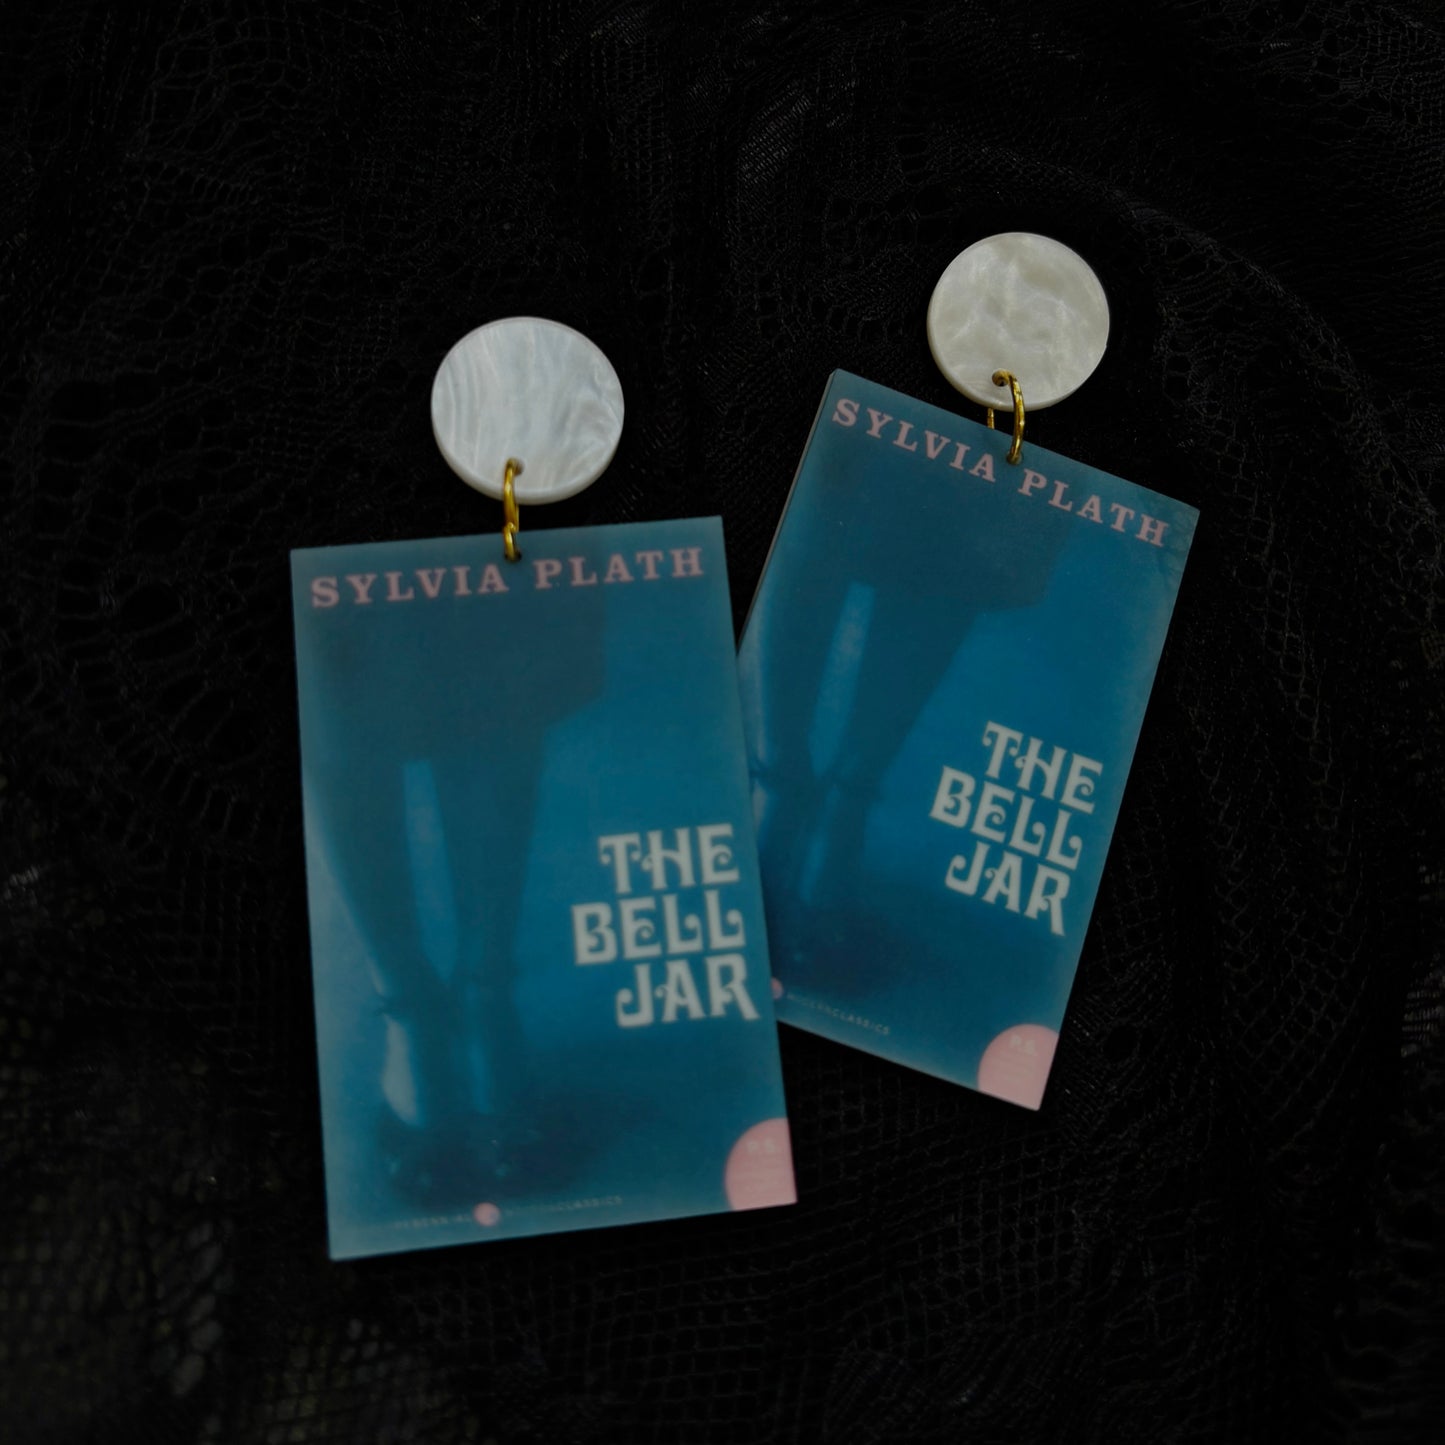 SYLVIA PLATH
THE
BELL
JAR
P.S.
SYLVIA PLATH
THE
BELL
JAR
P.S.